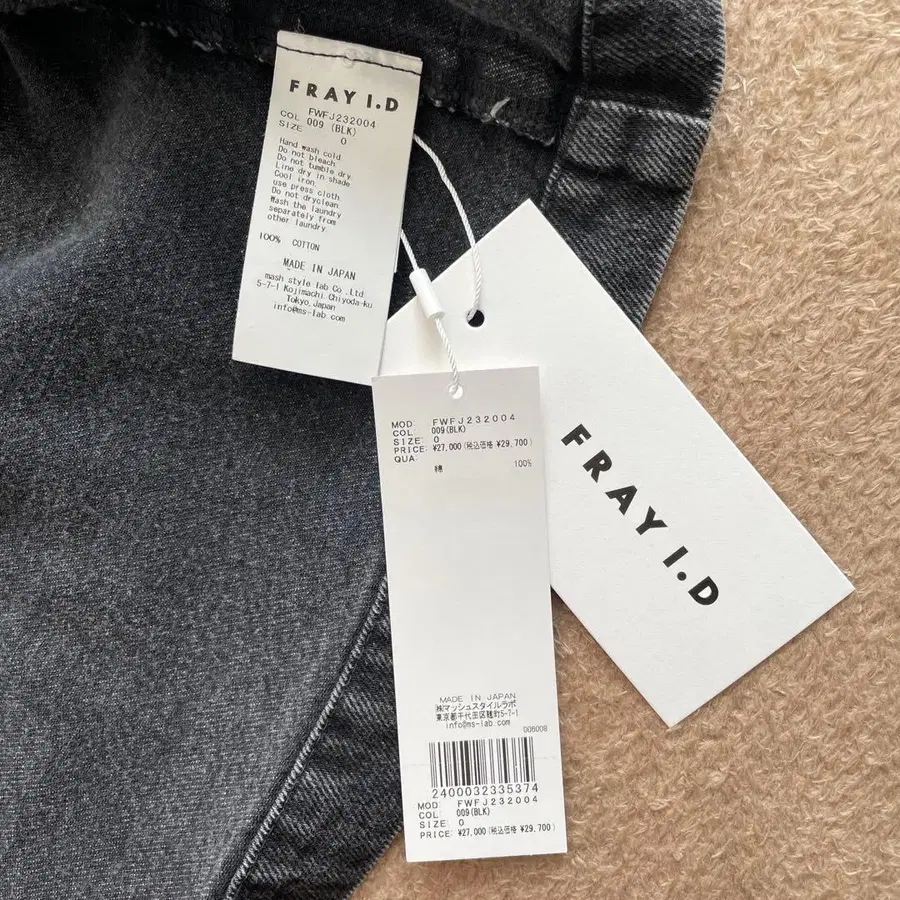 FRAY I.D
FWFJ232004
COL 009 (BLK)
SIZE 0
Hand wash cold
Do not bleach.
Do not tumble dry.
Line dry in shade
Cool iron.
use press cloth.
Do not dryclean.
Wash the laundry
separately from
other laundry.
100% COTTON
MADE IN JAPAN
mash style lab Co.,Ltd.
5-7-1 Kojimachi,Chiyoda-ku
Tokyo,Japan
info@ms-lab.com
MOD: FWFJ232004
COL: 009(BLK)
SIZE: 0
PRICE: ¥27,000(税込価格 ¥29,700)
QUA:
綿 100%
MADE IN JAPAN
㈱マッシュスタイルラボ
東京都千代田区麹町5-7-1
info@ms-lab.com
006008
2400032335374
MOD: FWFJ232004
COL: 009(BLK)
SIZE: 0
PRICE: ¥27,000(税込価格 ¥29,700)
FRAY I.D